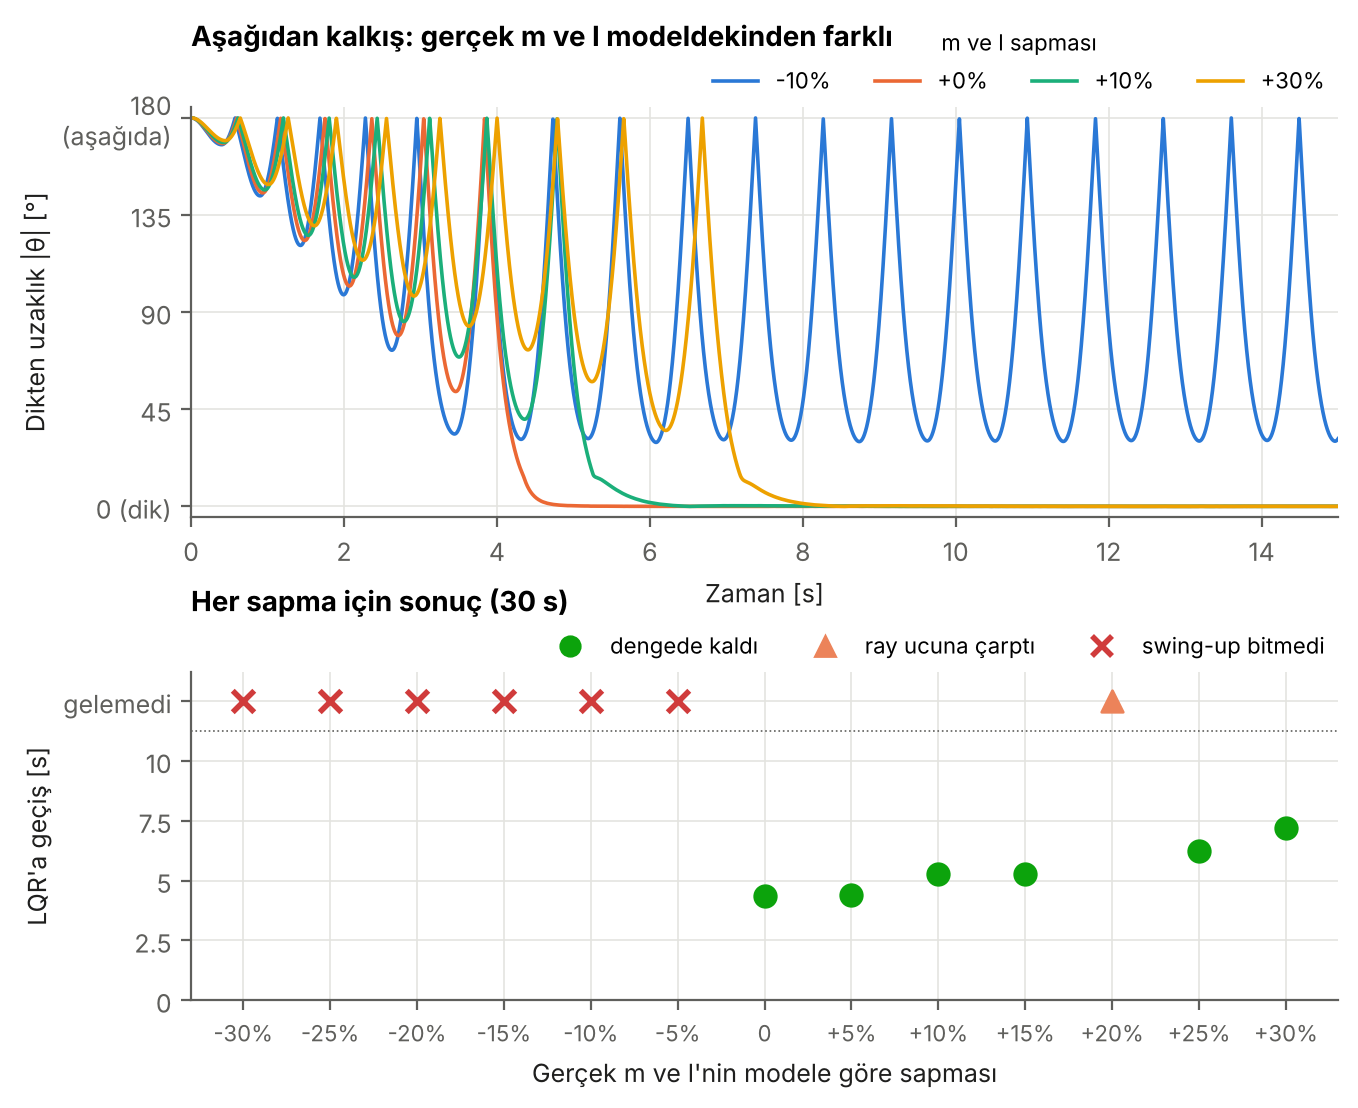 Aşağıdan kalkış: gerçek m ve l modeldekinden farklı
m ve l sapması
-10%
+0%
+10%
+30%
Dikten uzaklık |θ| [°]
180
(aşağıda)
135
90
45
0 (dik)
0
2
4
6
8
10
12
14
Zaman [s]
Her sapma için sonuç (30 s)
dengede kaldı
ray ucuna çarptı
swing-up bitmedi
LQR'a geçiş [s]
gelemedi
10
7.5
5
2.5
0
-30%
-25%
-20%
-15%
-10%
-5%
0
+5%
+10%
+15%
+20%
+25%
+30%
Gerçek m ve l'nin modele göre sapması